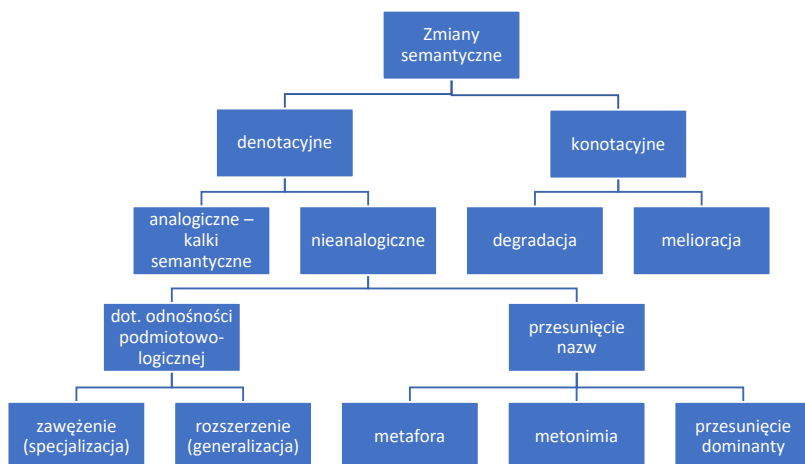 Zmiany
semantyczne
denotacyjne
konotacyjne
analogiczne –
kalki
semantyczne
nieanalogiczne
degradacja
melioracja
dot. odnośności
podmiotowo-
logicznej
przesunięcie
nazw
zawężenie
(specjalizacja)
rozszerzenie
(generalizacja)
metafora
metonimia
przesunięcie
dominanty